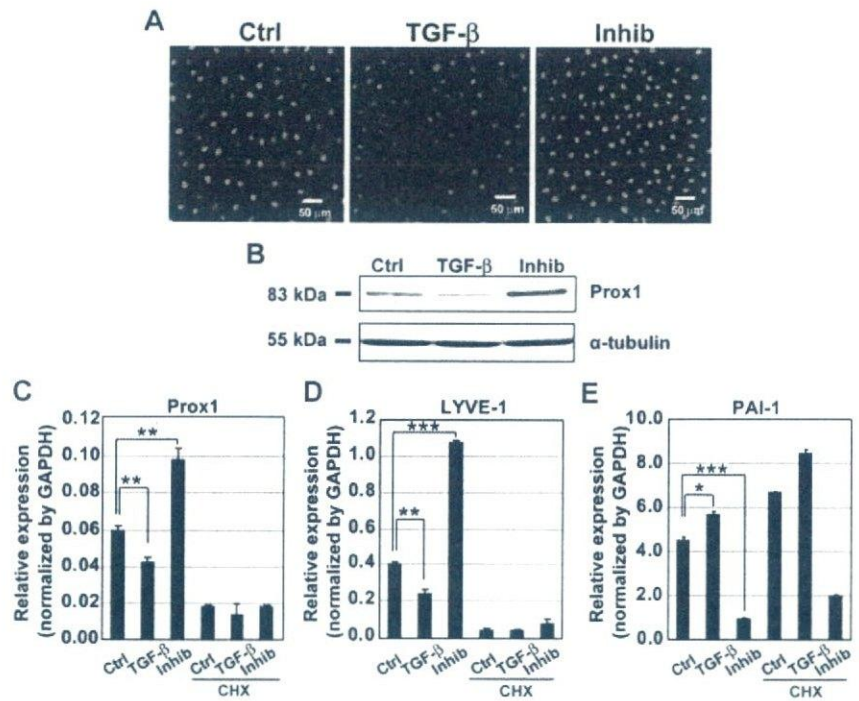 A
Ctrl TGF-β Inhib
50 μm 50 μm 50 μm
B
Ctrl TGF-β Inhib
83 kDa Prox1
55 kDa α-tubulin
C
Prox1
Relative expression
(normalized by GAPDH)
0.12
0.10
0.08
0.06
0.04
0.02
0.00
**
**
Ctrl TGF-β Inhib Ctrl TGF-β Inhib
CHX
D
LYVE-1
Relative expression
(normalized by GAPDH)
1.2
1.0
0.8
0.6
0.4
0.2
0.0
***
**
Ctrl TGF-β Inhib Ctrl TGF-β Inhib
CHX
E
PAI-1
Relative expression
(normalized by GAPDH)
10.0
8.0
6.0
4.0
2.0
0.0
***
*
Ctrl TGF-β Inhib Ctrl TGF-β Inhib
CHX